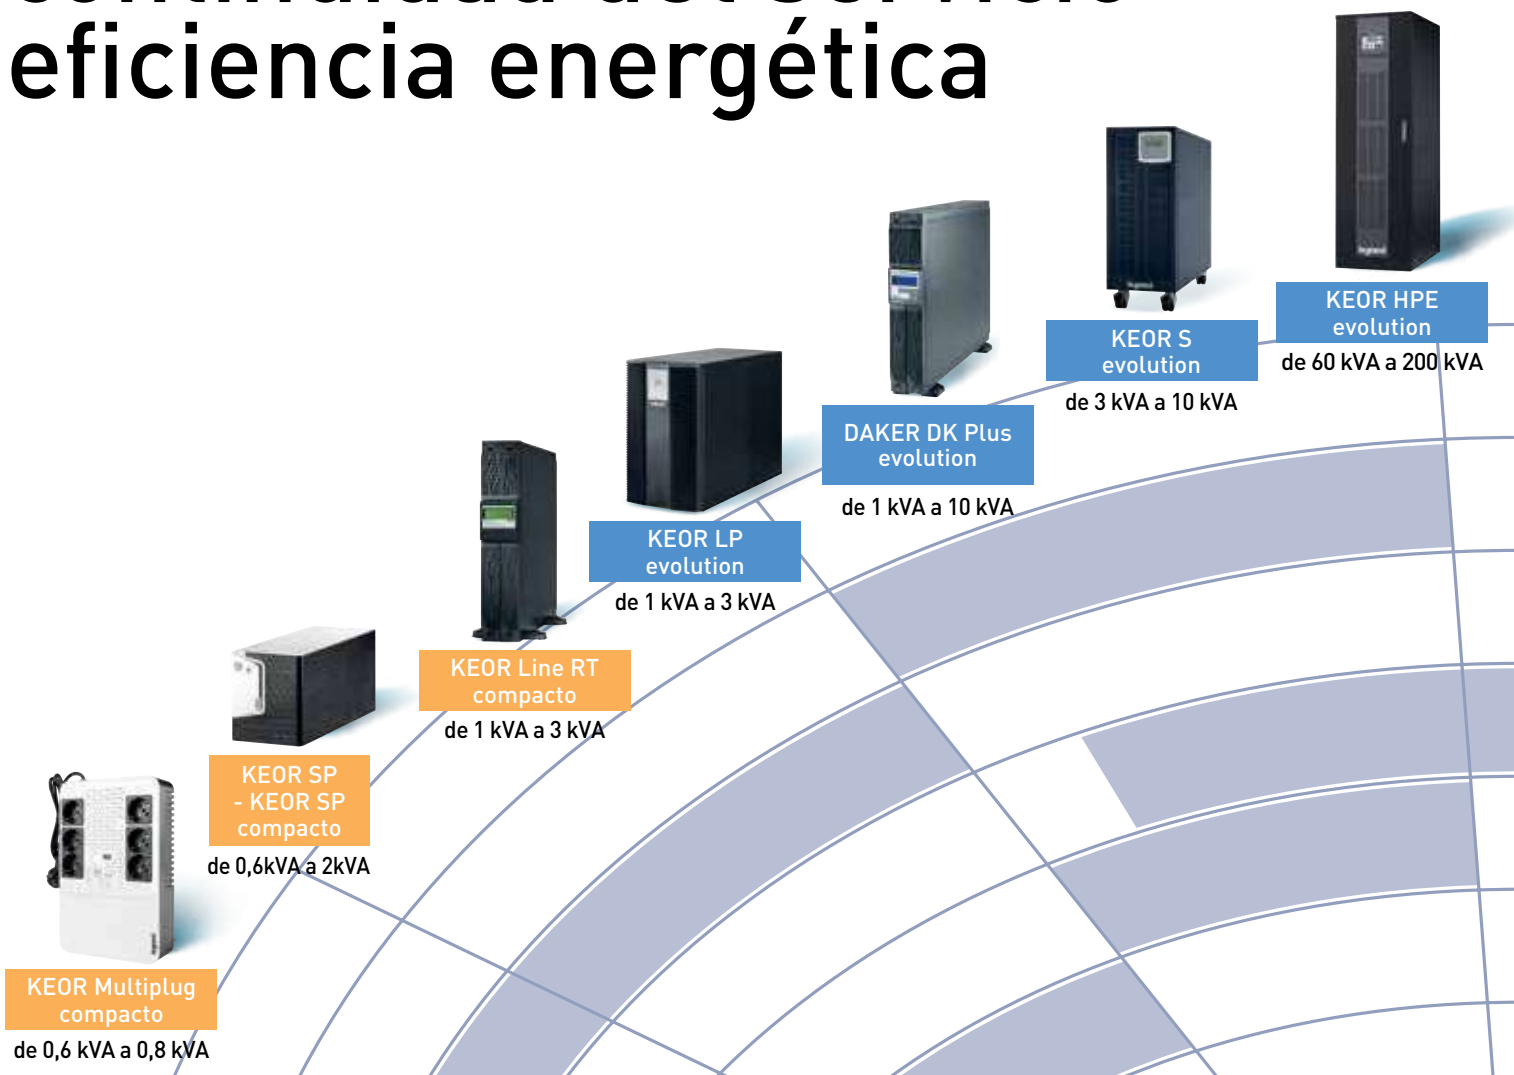 continuidad del servicio
eficiencia energética
KEOR HPE
evolution
de 60 kVA a 200 kVA
KEOR S
evolution
de 3 kVA a 10 kVA
DAKER DK Plus
evolution
de 1 kVA a 10 kVA
KEOR LP
evolution
de 1 kVA a 3 kVA
KEOR Line RT
compacto
de 1 kVA a 3 kVA
KEOR SP
- KEOR SP
compacto
de 0,6kVA a 2kVA
KEOR Multiplug
compacto
de 0,6 kVA a 0,8 kVA